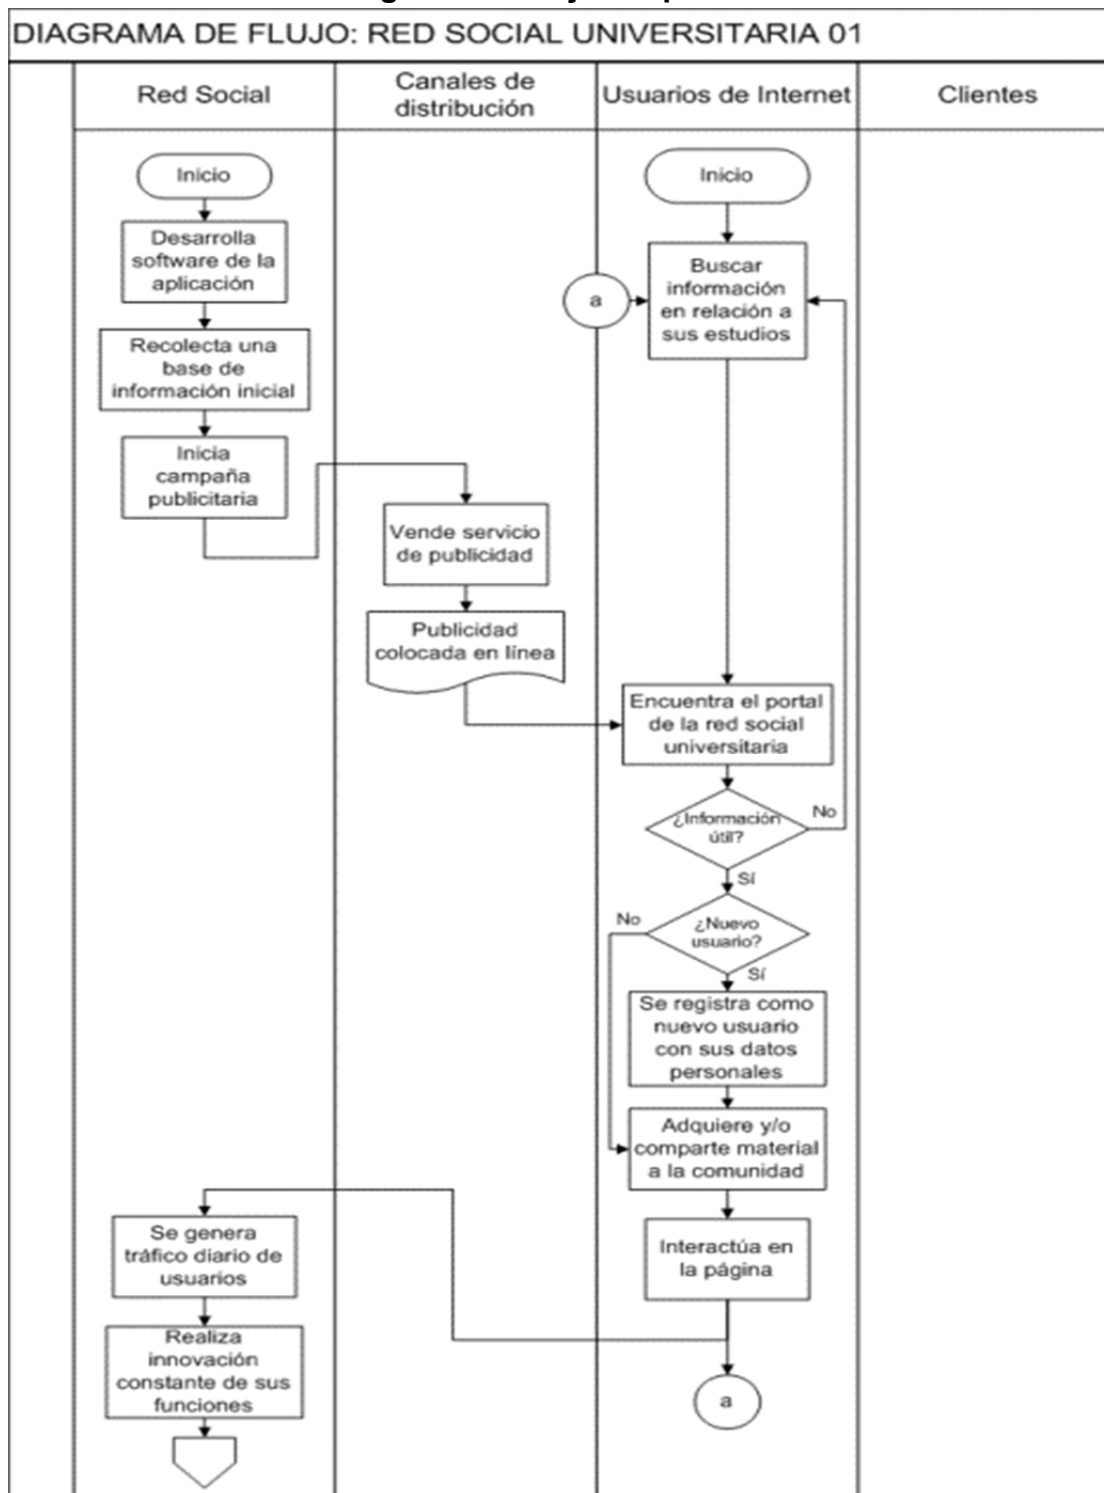 DIAGRAMA DE FLUJO: RED SOCIAL UNIVERSITARIA 01
Red Social
Canales de
distribución
Usuarios de Internet
Clientes
Inicio
Desarrolla
software de la
aplicación
Recolecta una
base de
información inicial
Inicia
campaña
publicitaria
Vende servicio
de publicidad
Publicidad
colocada en línea
Inicio
a
Buscar
información
en relación a
sus estudios
Encuentra el portal
de la red social
universitaria
¿Información
útil?
No
Sí
¿Nuevo
usuario?
No
Sí
Se registra como
nuevo usuario
con sus datos
personales
Adquiere y/o
comparte material
a la comunidad
Interactúa en
la página
a
Se genera
tráfico diario de
usuarios
Realiza
innovación
constante de sus
funciones